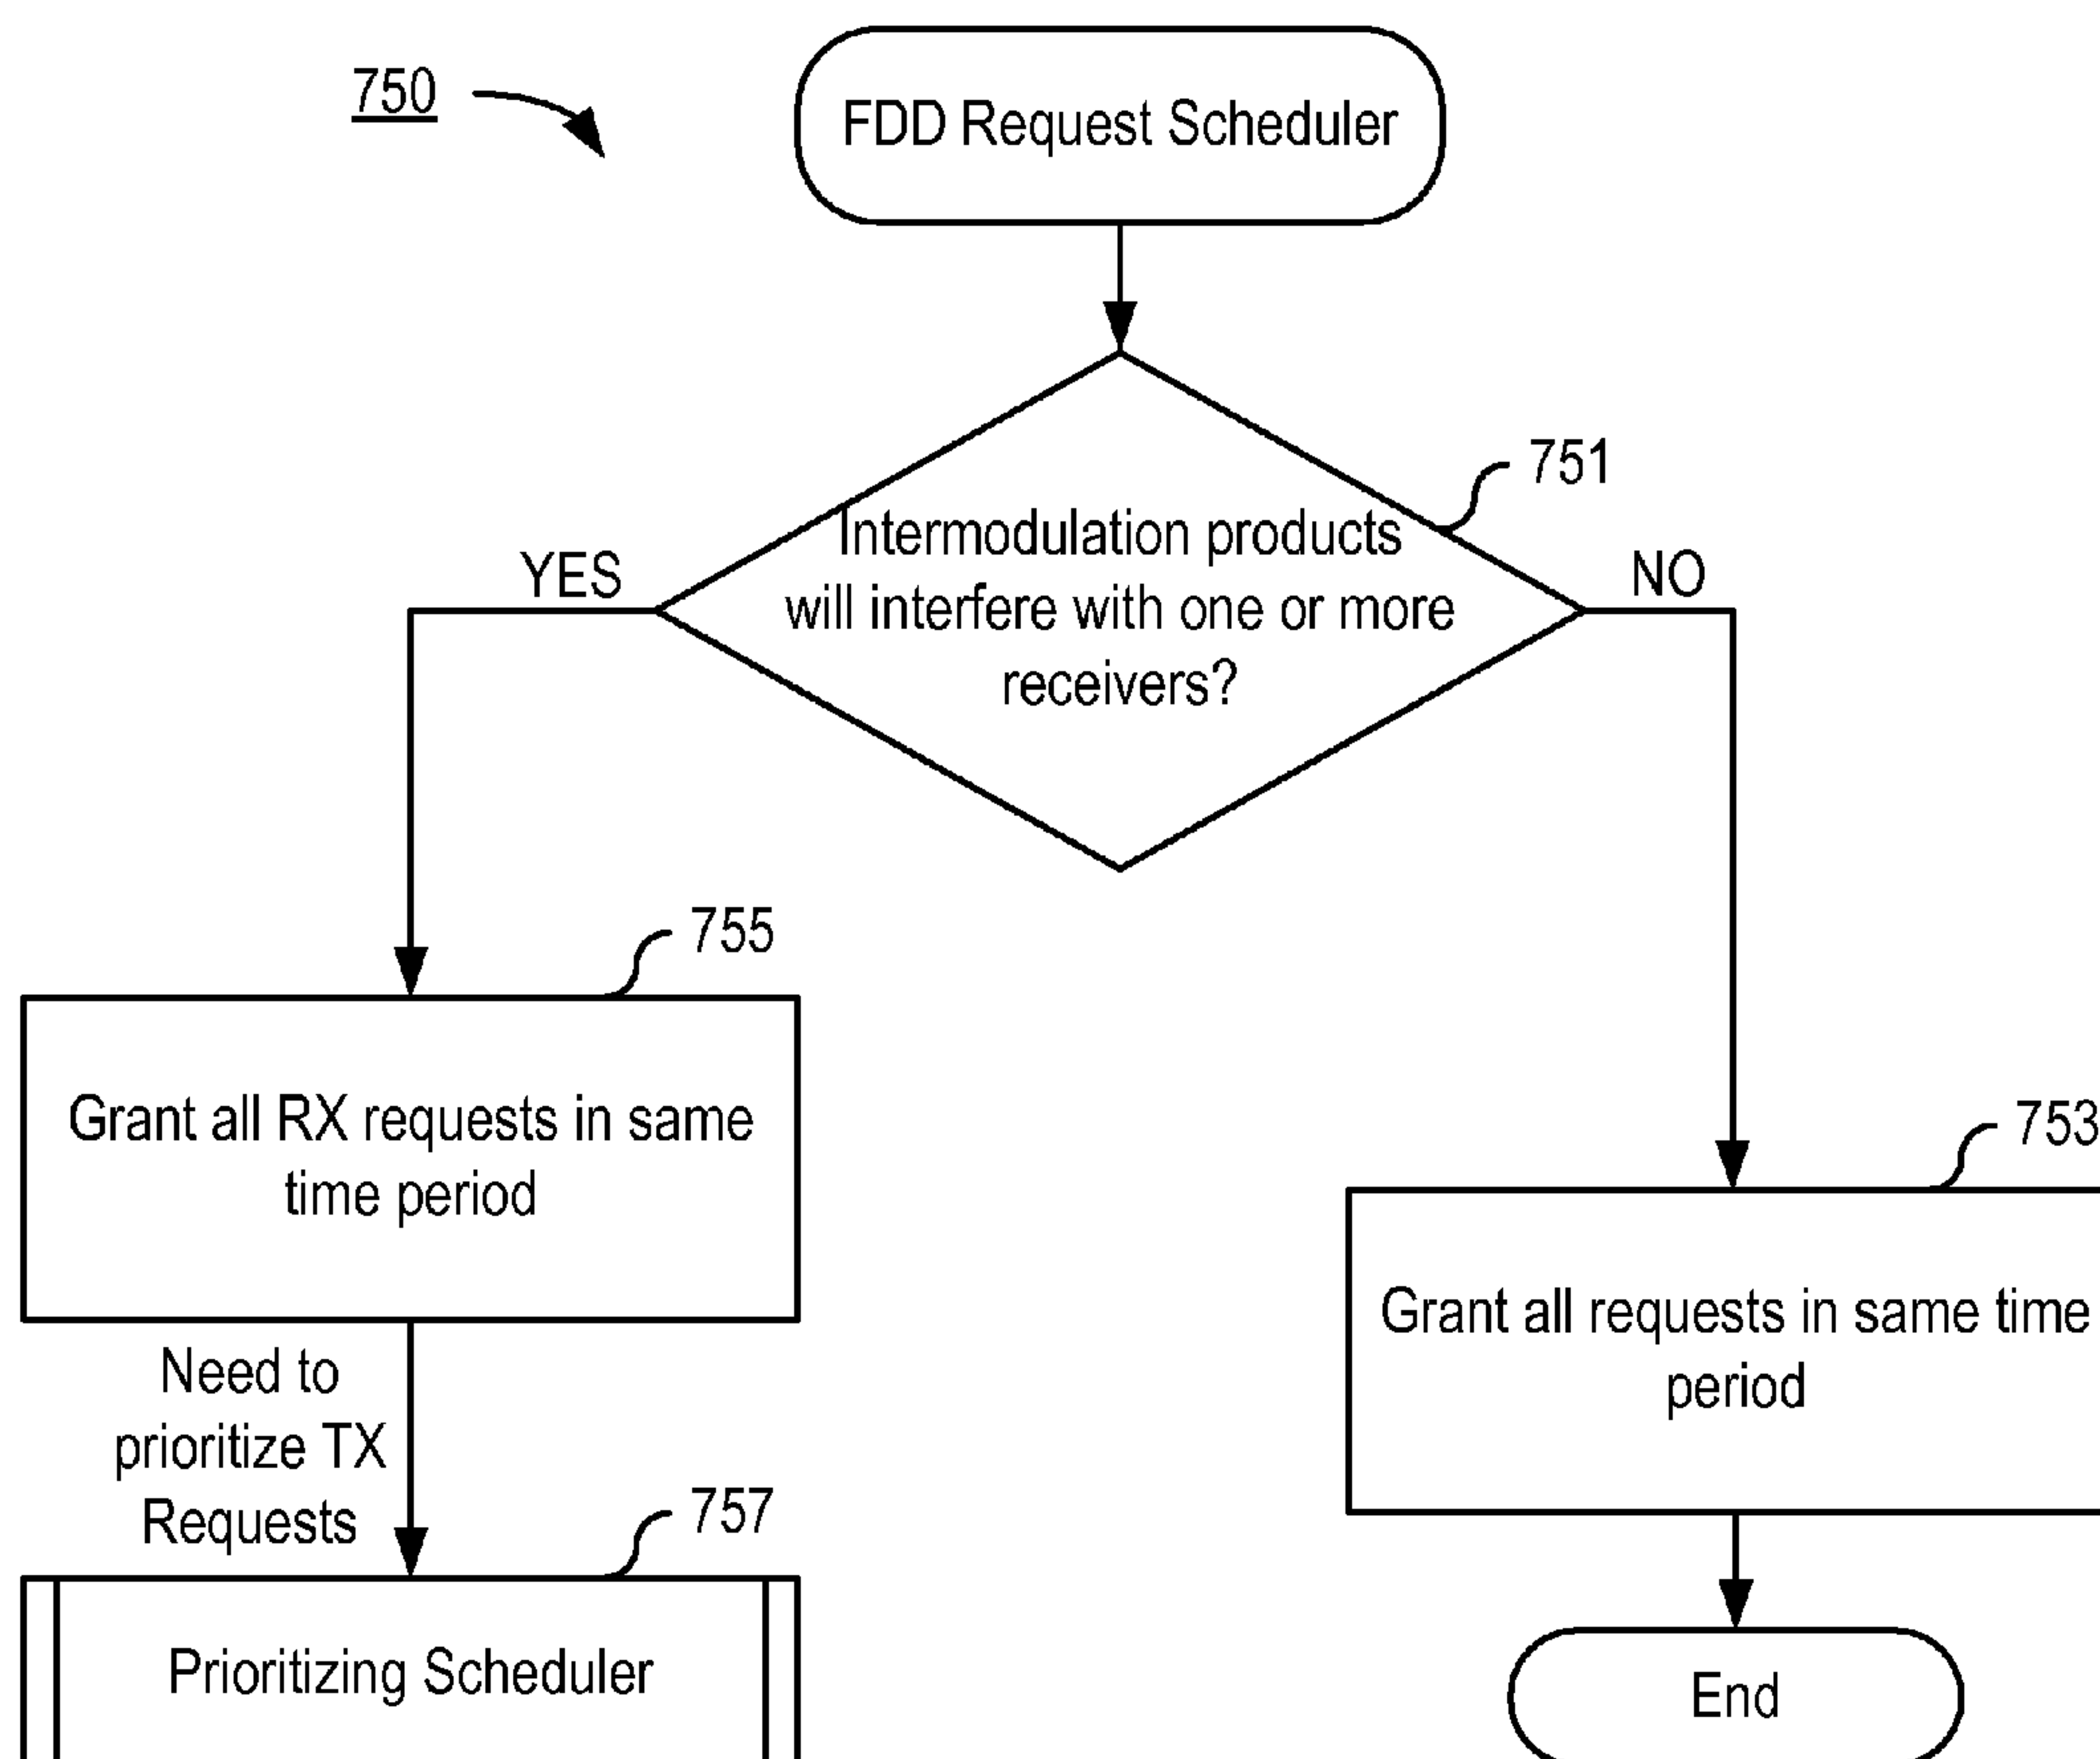 750
FDD Request Scheduler
751
Intermodulation products
will interfere with one or more
receivers?
YES
NO
755
Grant all RX requests in same
time period
753
Grant all requests in same time
period
Need to
prioritize TX
Requests
757
Prioritizing Scheduler
End